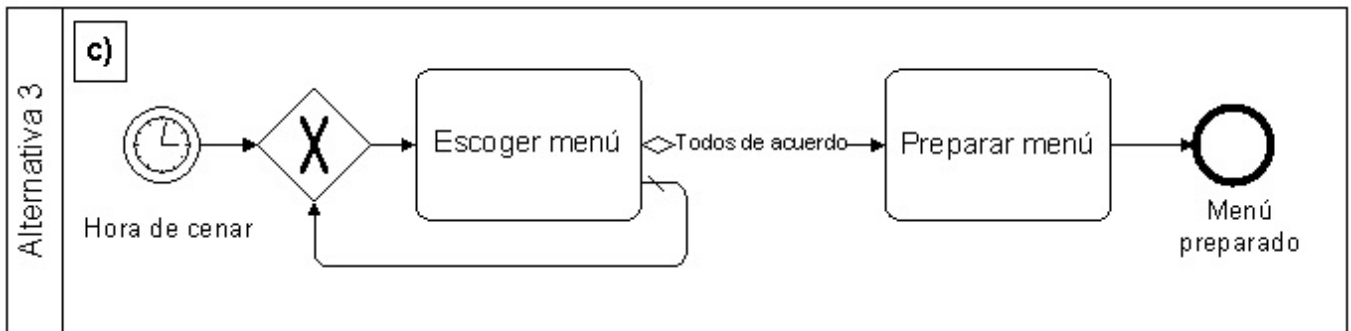 Alternativa 3
c)
Hora de cenar
Escoger menú
Todos de acuerdo
Preparar menú
Menú
preparado